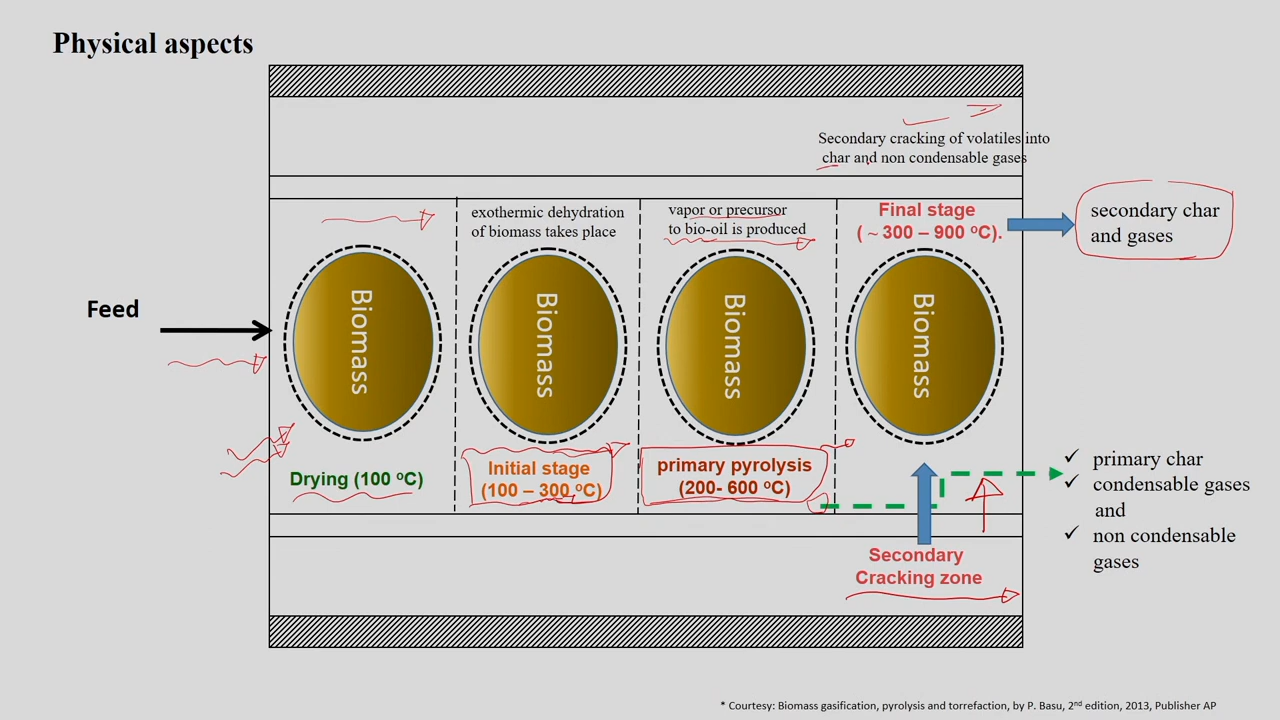 Physical aspects
Secondary cracking of volatiles into
char and non condensable gases
exothermic dehydration
of biomass takes place
vapor or precursor
to bio-oil is produced
Final stage
( ~ 300 – 900 ºC).
secondary char
and gases
Feed
Biomass
Biomass
Biomass
Biomass
Drying (100 ºC)
Initial stage
(100 – 300 ºC)
primary pyrolysis
(200- 600 ºC)
✓ primary char
✓ condensable gases
and
✓ non condensable
gases
Secondary
Cracking zone
* Courtesy: Biomass gasification, pyrolysis and torrefaction, by P. Basu, 2nd edition, 2013, Publisher AP